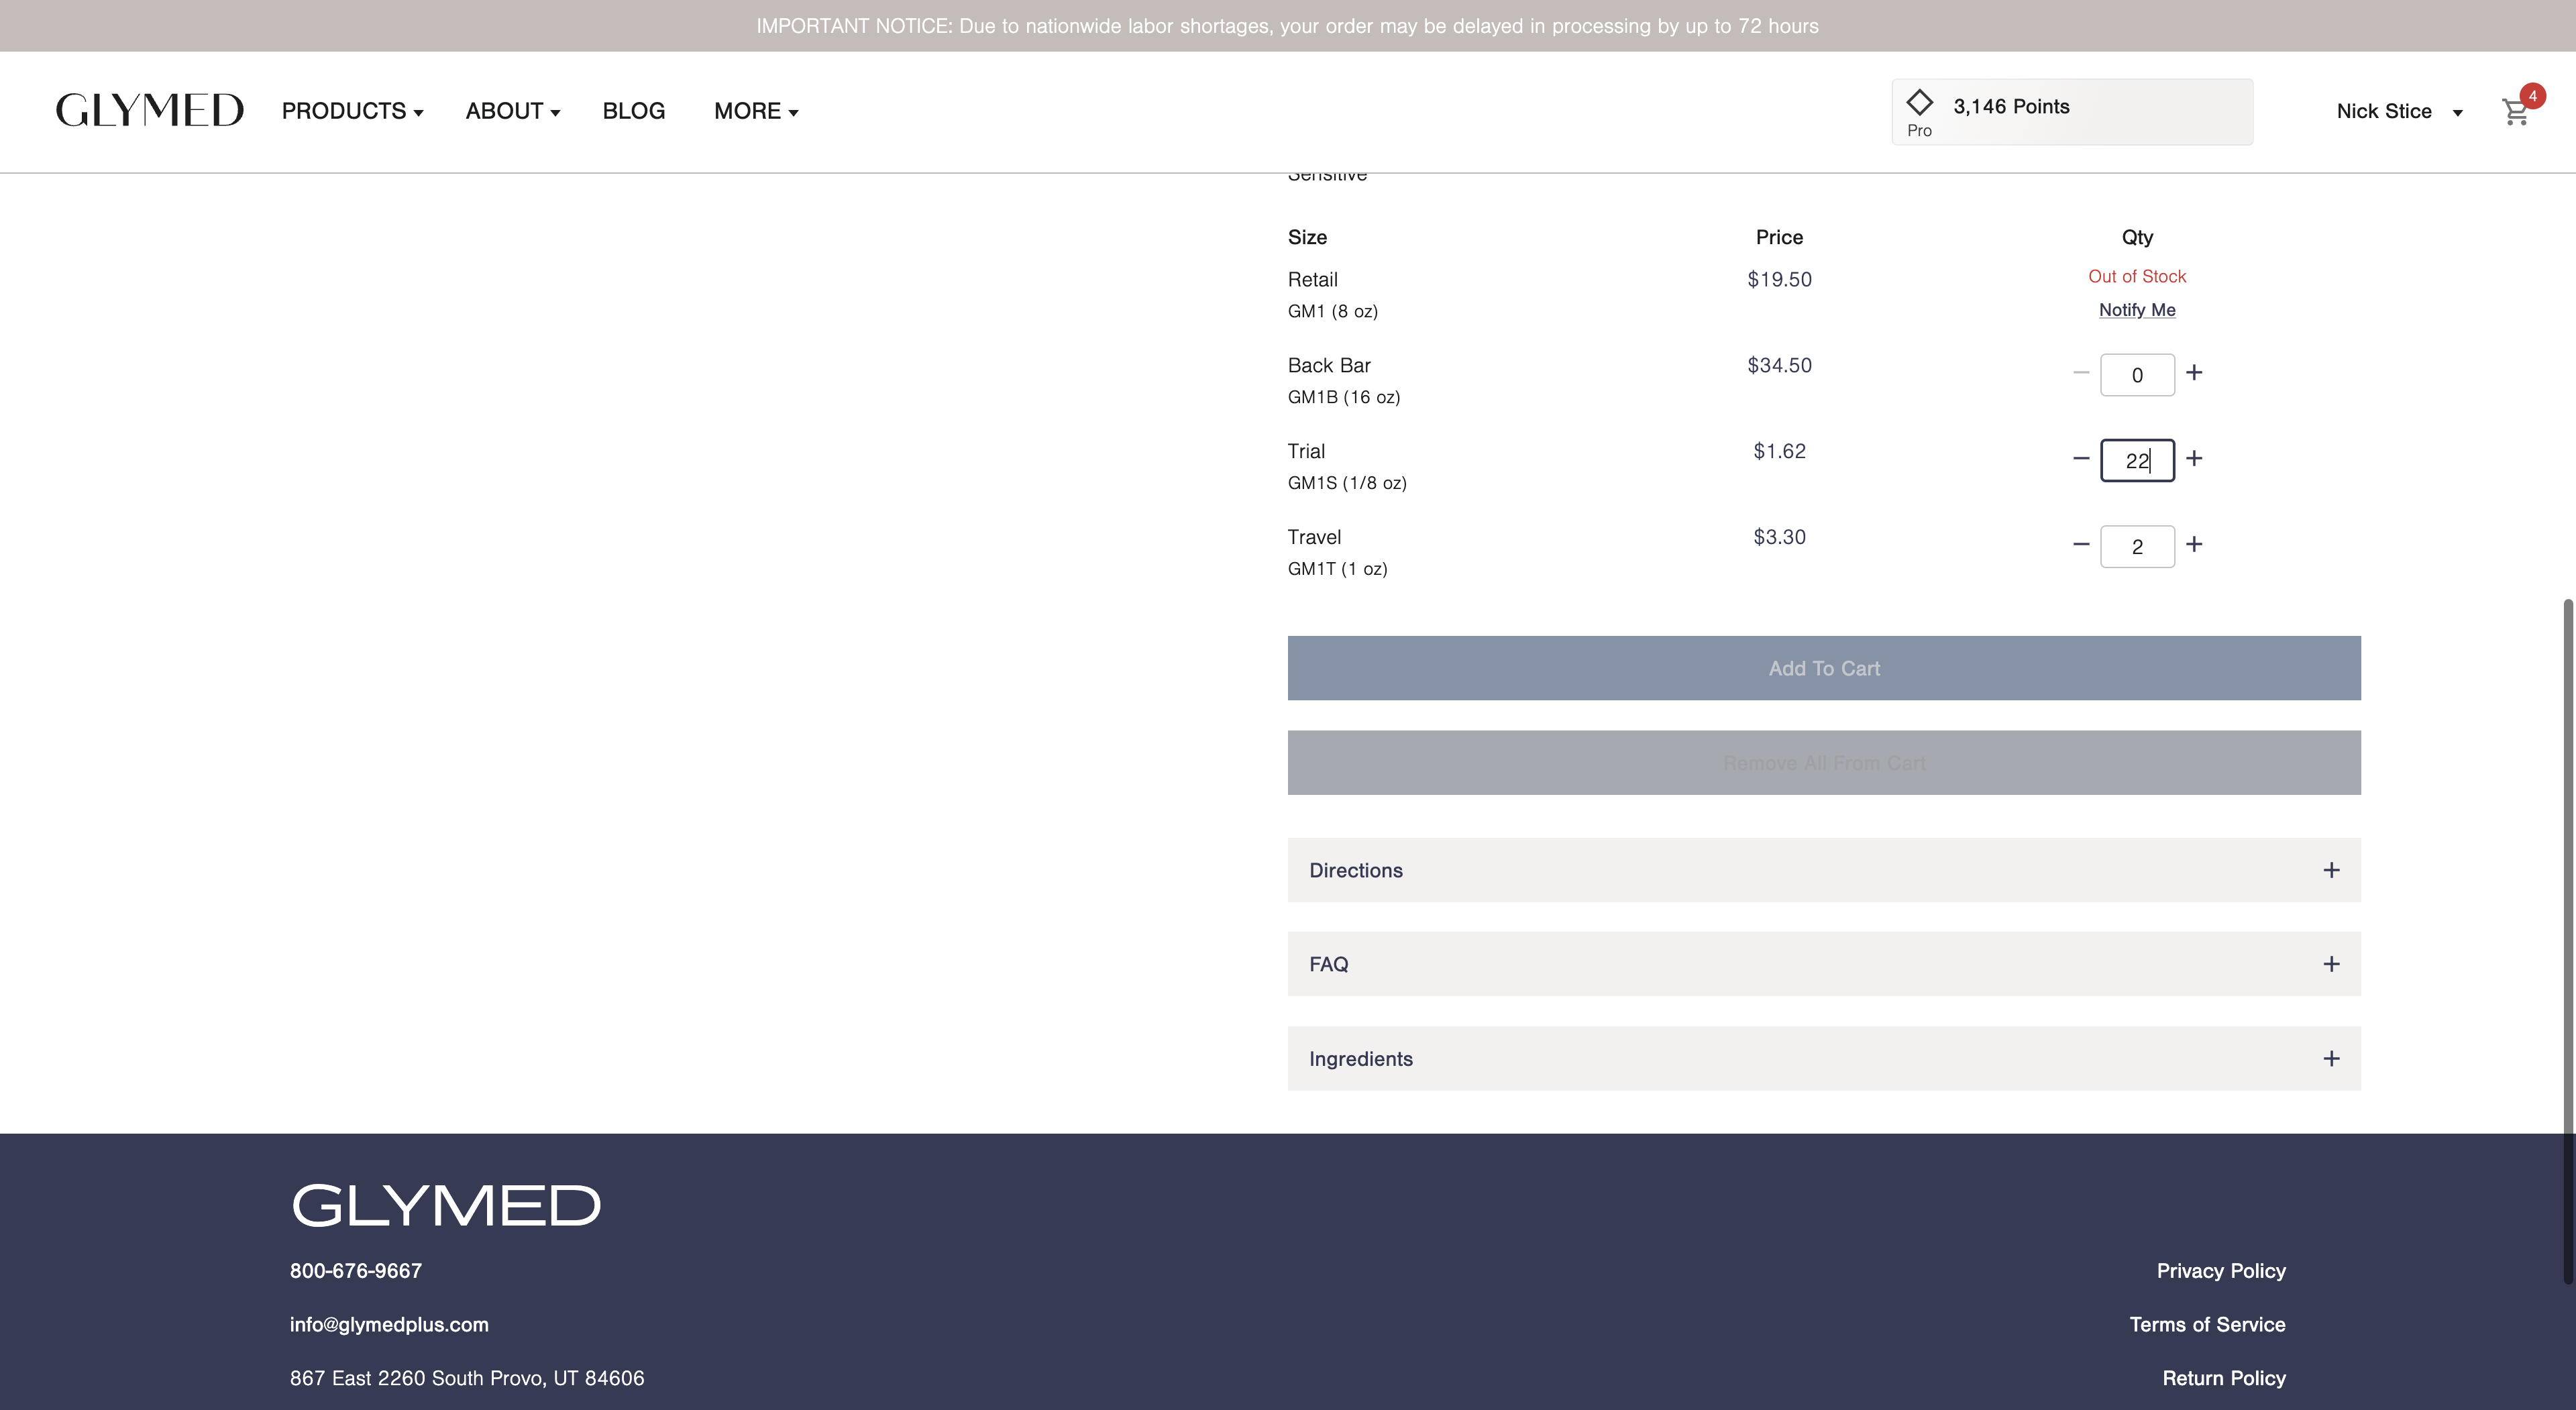 IMPORTANT NOTICE: Due to nationwide labor shortages, your order may be delayed in processing by up to 72 hours
GLYMED PRODUCTS ABOUT BLOG MORE
3,146 Points
Pro
Nick Stice
4
Sensitive
Size Price Qty
Retail $19.50 Out of Stock
GM1 (8 oz) Notify Me
Back Bar $34.50 0
GM1B (16 oz)
Trial $1.62 22
GM1S (1/8 oz)
Travel $3.30 2
GM1T (1 oz)
Add To Cart
Remove All From Cart
Directions
FAQ
Ingredients
GLYMED
800-676-9667 Privacy Policy
info@glymedplus.com Terms of Service
867 East 2260 South Provo, UT 84606 Return Policy